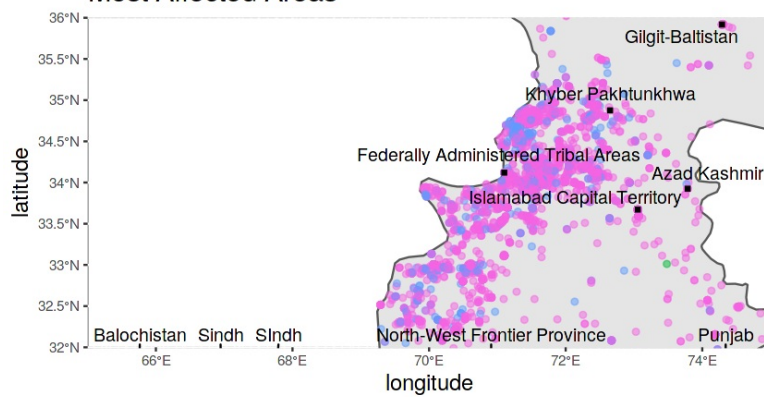 Most Affected Areas
36°N
Gilgit-Baltistan
35.5°N
35°N
Khyber Pakhtunkhwa
34.5°N
Federally Administered Tribal Areas
Azad Kashmir
34°N
Islamabad Capital Territory
33.5°N
33°N
32.5°N
Balochistan Sindh SIndh North-West Frontier Province Punjab
32°N
66°E 68°E 70°E 72°E 74°E
longitude
latitude